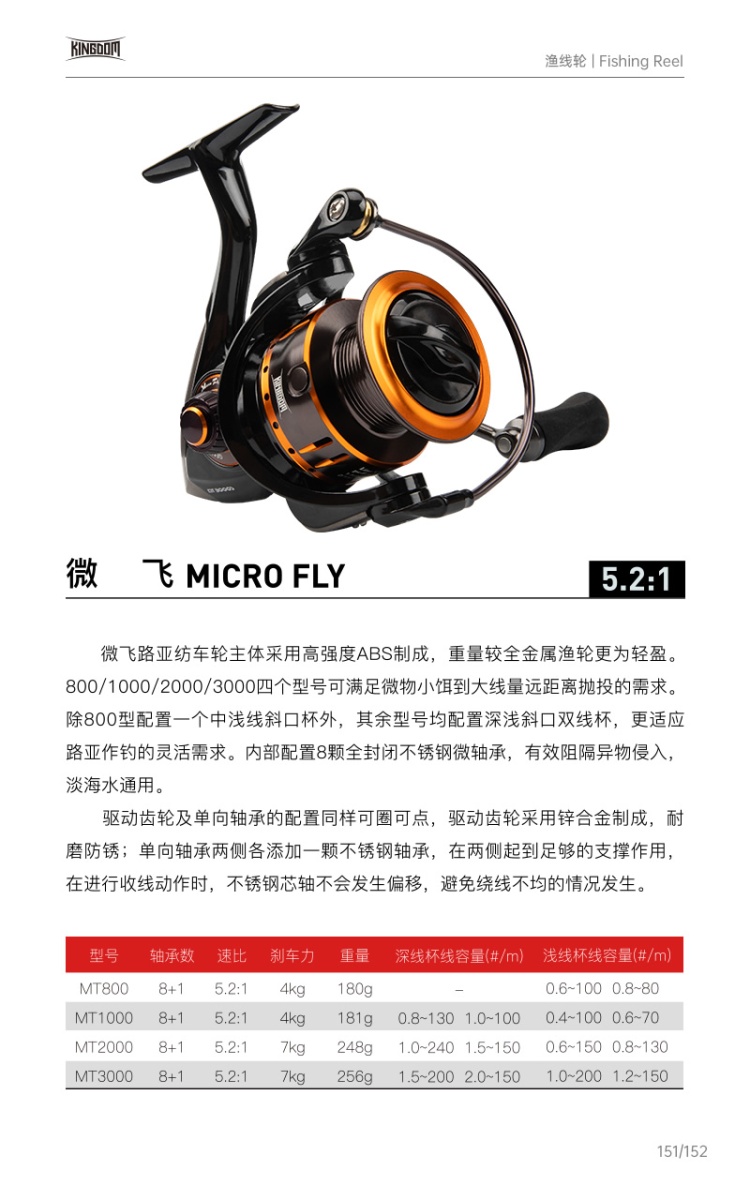 KINGDOM
渔线轮 | Fishing Reel
KINGDOM
微 飞 MICRO FLY
5.2:1
微飞路亚纺车轮主体采用高强度ABS制成，重量较全金属渔轮更为轻盈。
800/1000/2000/3000四个型号可满足微物小饵到大线量远距离抛投的需求。
除800型配置一个中浅线斜口杯外，其余型号均配置深浅斜口双线杯，更适应
路亚作钓的灵活需求。内部配置8颗全封闭不锈钢微轴承，有效阻隔异物侵入，
淡海水通用。
驱动齿轮及单向轴承的配置同样可圈可点，驱动齿轮采用锌合金制成，耐
磨防锈；单向轴承两侧各添加一颗不锈钢轴承，在两侧起到足够的支撑作用，
在进行收线动作时，不锈钢芯轴不会发生偏移，避免绕线不均的情况发生。
型号 轴承数 速比 刹车力 重量 深线杯线容量(#/m) 浅线杯线容量(#/m)
MT800 8+1 5.2:1 4kg 180g – 0.6~100 0.8~80
MT1000 8+1 5.2:1 4kg 181g 0.8~130 1.0~100 0.4~100 0.6~70
MT2000 8+1 5.2:1 7kg 248g 1.0~240 1.5~150 0.6~150 0.8~130
MT3000 8+1 5.2:1 7kg 256g 1.5~200 2.0~150 1.0~200 1.2~150
151/152